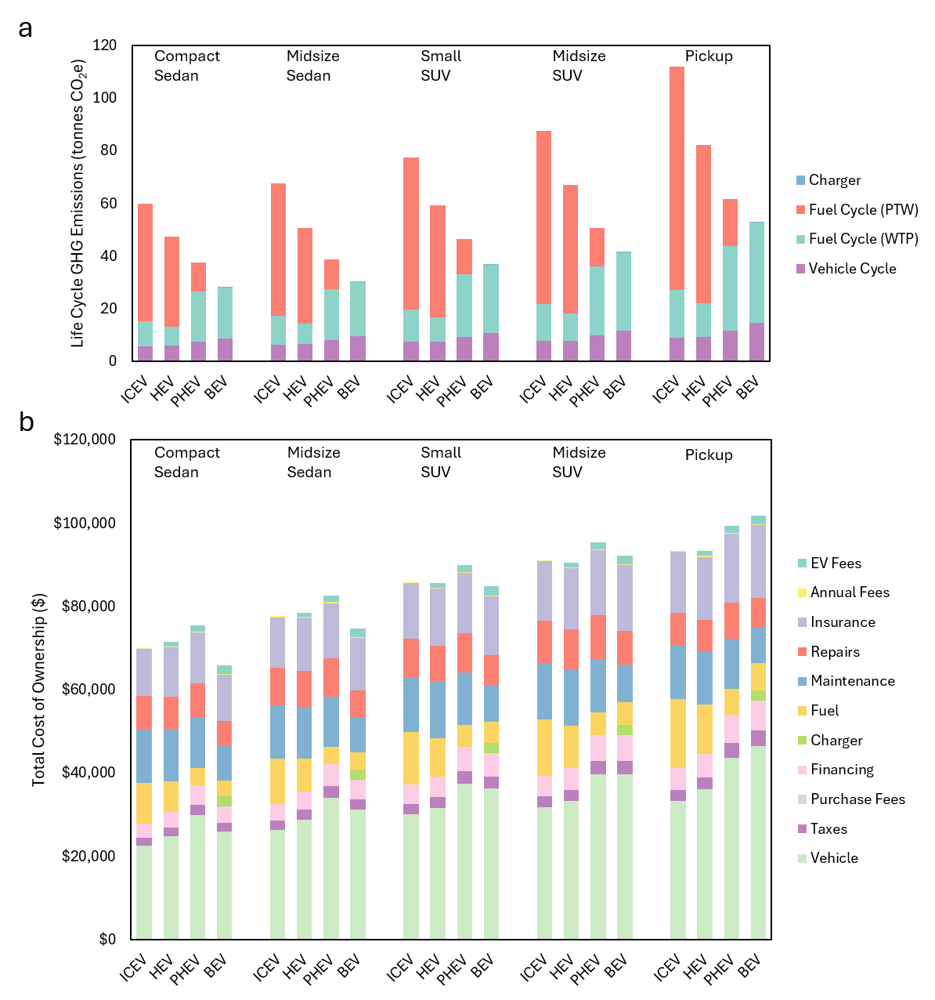 a
120
100
80
60
40
20
0
Life Cycle GHG Emissions (tonnes CO₂e)
Compact
Sedan
Midsize
Sedan
Small
SUV
Midsize
SUV
Pickup
ICEV
HEV
PHEV
BEV
ICEV
HEV
PHEV
BEV
ICEV
HEV
PHEV
BEV
ICEV
HEV
PHEV
BEV
ICEV
HEV
PHEV
BEV
Charger
Fuel Cycle (PTW)
Fuel Cycle (WTP)
Vehicle Cycle
b
$120,000
$100,000
$80,000
$60,000
$40,000
$20,000
$0
Total Cost of Ownership ($)
Compact
Sedan
Midsize
Sedan
Small
SUV
Midsize
SUV
Pickup
ICEV
HEV
PHEV
BEV
ICEV
HEV
PHEV
BEV
ICEV
HEV
PHEV
BEV
ICEV
HEV
PHEV
BEV
ICEV
HEV
PHEV
BEV
EV Fees
Annual Fees
Insurance
Repairs
Maintenance
Fuel
Charger
Financing
Purchase Fees
Taxes
Vehicle